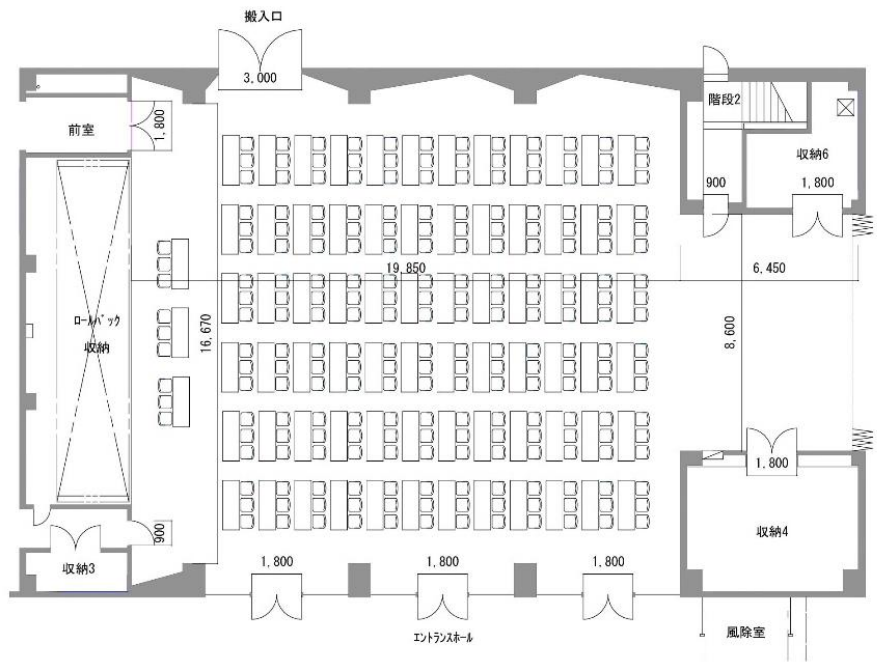 搬入口
3,000
前室
1,800
階段2
収納6
900
1,800
19,850
6,450
ロールバック
収納
16,670
8,600
1,800
900
収納3
収納4
1,800
1,800
1,800
エントランスホール
風除室